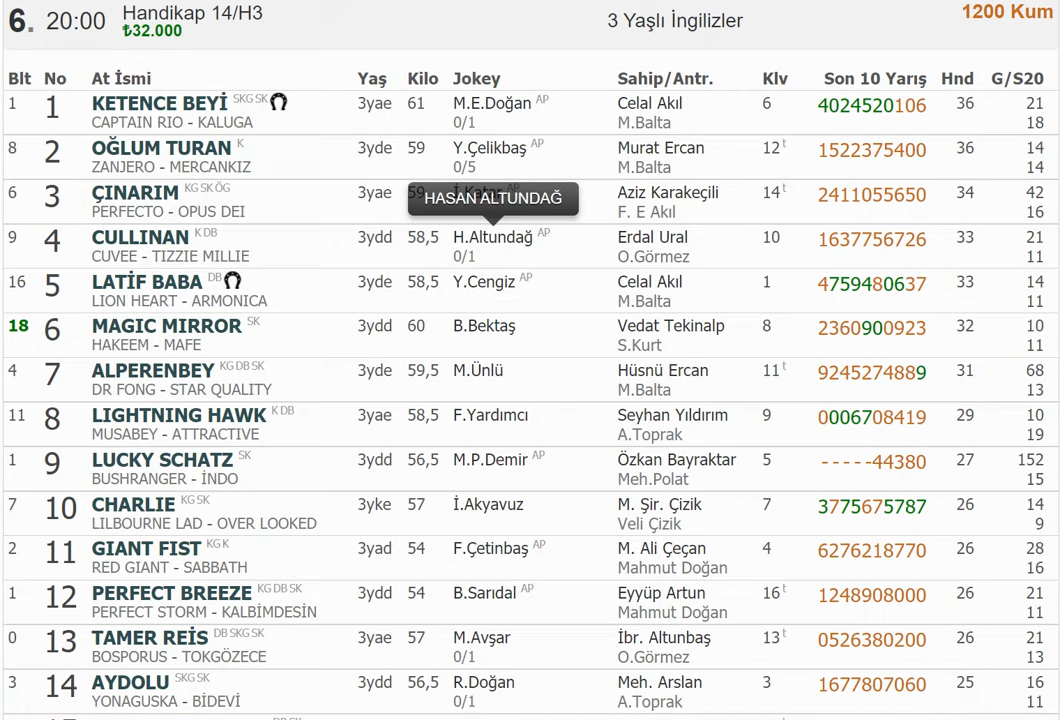 6. 20:00 Handikap 14/H3 3 Yaşlı İngilizler 1200 Kum
₺32.000
Blt No At İsmi Yaş Kilo Jokey Sahip/Antr. Klv Son 10 Yarış Hnd G/S20
1 1 KETENCE BEYİ SKG SK 3yae 61 M.E.Doğan AP Celal Akıl 6 4024520106 36 21
CAPTAIN RIO - KALUGA 0/1 M.Balta 18
8 2 OĞLUM TURAN K 3yde 59 Y.Çelikbaş AP Murat Ercan 12 t 1522375400 36 14
ZANJERO - MERCANKIZ 0/5 M.Balta 14
6 3 ÇINARIM KG SK ÖG 3yae 59 İ.Katar AP Aziz Karakeçili 14 t 2411055650 34 42
HASAN ALTUNDAĞ
PERFECTO - OPUS DEI F. E Akıl 16
9 4 CULLINAN K DB 3ydd 58,5 H.Altundağ AP Erdal Ural 10 1637756726 33 21
CUVEE - TIZZIE MILLIE 0/1 O.Görmez 11
16 5 LATİF BABA DB 3yde 58,5 Y.Cengiz AP Celal Akıl 1 4759480637 33 14
LION HEART - ARMONICA M.Balta 11
18 6 MAGIC MIRROR SK 3ydd 60 B.Bektaş Vedat Tekinalp 8 2360900923 32 10
HAKEEM - MAFE S.Kurt 11
4 7 ALPERENBEY KG DB SK 3yde 59,5 M.Ünlü Hüsnü Ercan 11 t 9245274889 31 68
DR FONG - STAR QUALITY M.Balta 13
11 8 LIGHTNING HAWK K DB 3yae 58,5 F.Yardımcı Seyhan Yıldırım 9 0006708419 29 10
MUSABEY - ATTRACTIVE A.Toprak 19
1 9 LUCKY SCHATZ SK 3ydd 56,5 M.P.Demir AP Özkan Bayraktar 5 -----44380 27 152
BUSHRANGER - İNDO Meh.Polat 15
7 10 CHARLIE KG SK 3yke 57 İ.Akyavuz M. Şir. Çizik 7 3775675787 26 14
LILBOURNE LAD - OVER LOOKED Veli Çizik 9
2 11 GIANT FIST KG K 3yad 54 F.Çetinbaş AP M. Ali Çeçan 4 6276218770 26 28
RED GIANT - SABBATH Mahmut Doğan 16
1 12 PERFECT BREEZE KG DB SK 3ydd 54 B.Sarıdal AP Eyyüp Artun 16 t 1248908000 26 21
PERFECT STORM - KALBİMDESİN Mahmut Doğan 11
0 13 TAMER REİS DB SKG SK 3yae 57 M.Avşar İbr. Altunbaş 13 t 0526380200 26 21
BOSPORUS - TOKGÖZECE 0/1 O.Görmez 13
3 14 AYDOLU SKG SK 3ydd 56,5 R.Doğan Meh. Arslan 3 1677807060 25 16
YONAGUSKA - BİDEVİ 0/1 A.Toprak 11